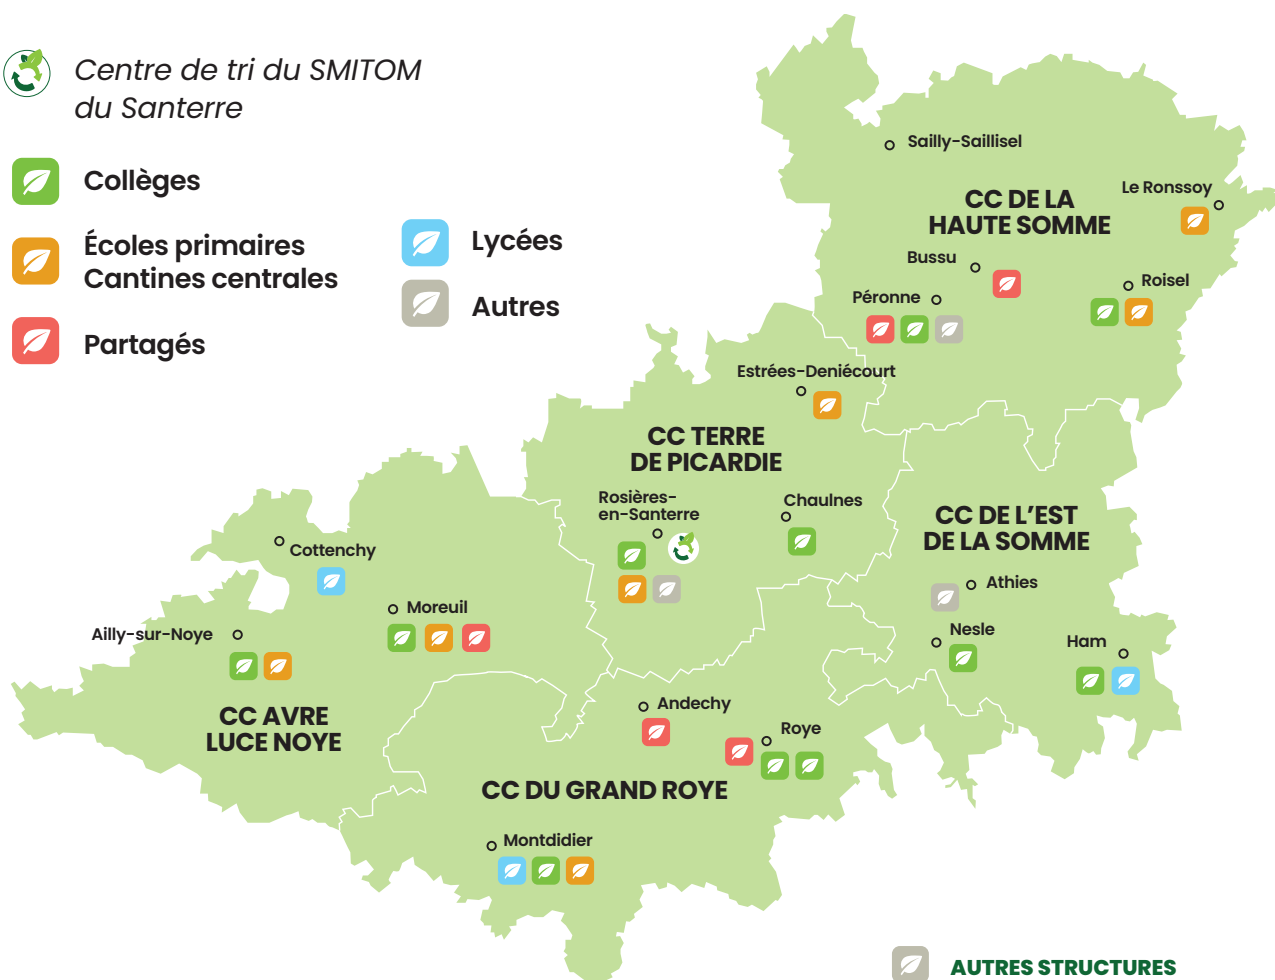 Centre de tri du SMITOM
du Santerre
Collèges
Écoles primaires
Cantines centrales
Partagés
Lycées
Autres
Sailly-Saillisel
Le Ronssoy
CC DE LA
HAUTE SOMME
Bussu
Roisel
Péronne
Estrées-Deniécourt
CC TERRE
DE PICARDIE
Rosières-
en-Santerre
Chaulnes
CC DE L'EST
DE LA SOMME
Cottenchy
Athies
Moreuil
Ailly-sur-Noye
Nesle
Ham
CC AVRE
LUCE NOYE
Andechy
Roye
CC DU GRAND ROYE
Montdidier
AUTRES STRUCTURES